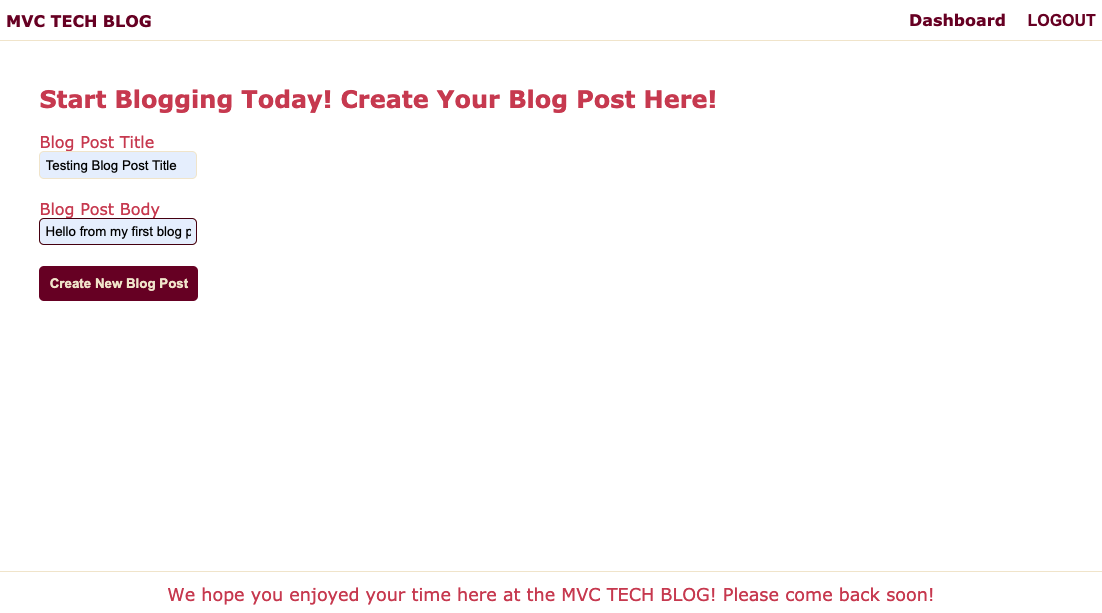 MVC TECH BLOG
Dashboard LOGOUT
Start Blogging Today! Create Your Blog Post Here!
Blog Post Title
Testing Blog Post Title
Blog Post Body
Hello from my first blog p
Create New Blog Post
We hope you enjoyed your time here at the MVC TECH BLOG! Please come back soon!